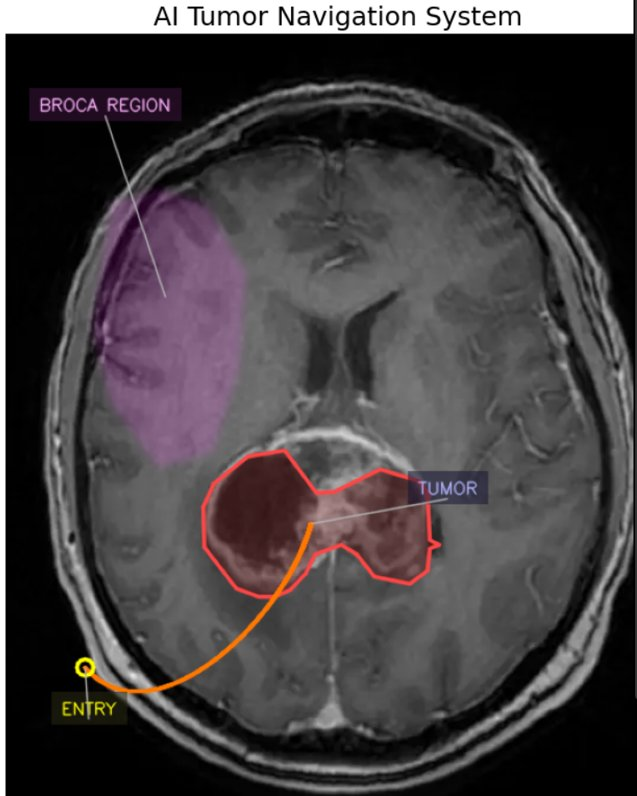 AI Tumor Navigation System
BROCA REGION
TUMOR
ENTRY